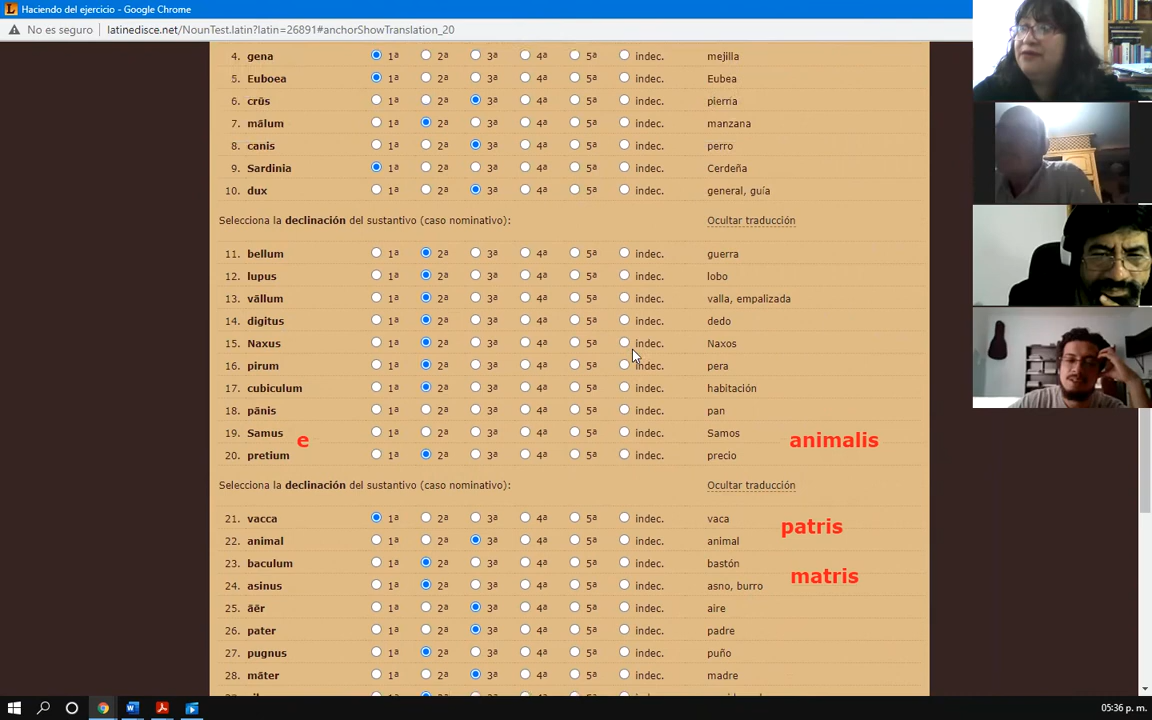 Haciendo del ejercicio - Google Chrome
No es seguro latinedisce.net/NounTest.latin?latin=26891#anchorShowTranslation_20
4. gena 1ª 2ª 3ª 4ª 5ª indec. mejilla
5. Euboea 1ª 2ª 3ª 4ª 5ª indec. Eubea
6. crūs 1ª 2ª 3ª 4ª 5ª indec. pierna
7. mālum 1ª 2ª 3ª 4ª 5ª indec. manzana
8. canis 1ª 2ª 3ª 4ª 5ª indec. perro
9. Sardinia 1ª 2ª 3ª 4ª 5ª indec. Cerdeña
10. dux 1ª 2ª 3ª 4ª 5ª indec. general, guía
Selecciona la declinación del sustantivo (caso nominativo): Ocultar traducción
11. bellum 1ª 2ª 3ª 4ª 5ª indec. guerra
12. lupus 1ª 2ª 3ª 4ª 5ª indec. lobo
13. vāllum 1ª 2ª 3ª 4ª 5ª indec. valla, empalizada
14. digitus 1ª 2ª 3ª 4ª 5ª indec. dedo
15. Naxus 1ª 2ª 3ª 4ª 5ª indec. Naxos
16. pirum 1ª 2ª 3ª 4ª 5ª indec. pera
17. cubiculum 1ª 2ª 3ª 4ª 5ª indec. habitación
18. pānis 1ª 2ª 3ª 4ª 5ª indec. pan
19. Samus 1ª 2ª 3ª 4ª 5ª indec. Samos
e animalis
20. pretium 1ª 2ª 3ª 4ª 5ª indec. precio
Selecciona la declinación del sustantivo (caso nominativo): Ocultar traducción
21. vacca 1ª 2ª 3ª 4ª 5ª indec. vaca
patris
22. animal 1ª 2ª 3ª 4ª 5ª indec. animal
23. baculum 1ª 2ª 3ª 4ª 5ª indec. bastón
matris
24. asinus 1ª 2ª 3ª 4ª 5ª indec. asno, burro
25. āēr 1ª 2ª 3ª 4ª 5ª indec. aire
26. pater 1ª 2ª 3ª 4ª 5ª indec. padre
27. pugnus 1ª 2ª 3ª 4ª 5ª indec. puño
28. māter 1ª 2ª 3ª 4ª 5ª indec. madre
05:36 p. m.